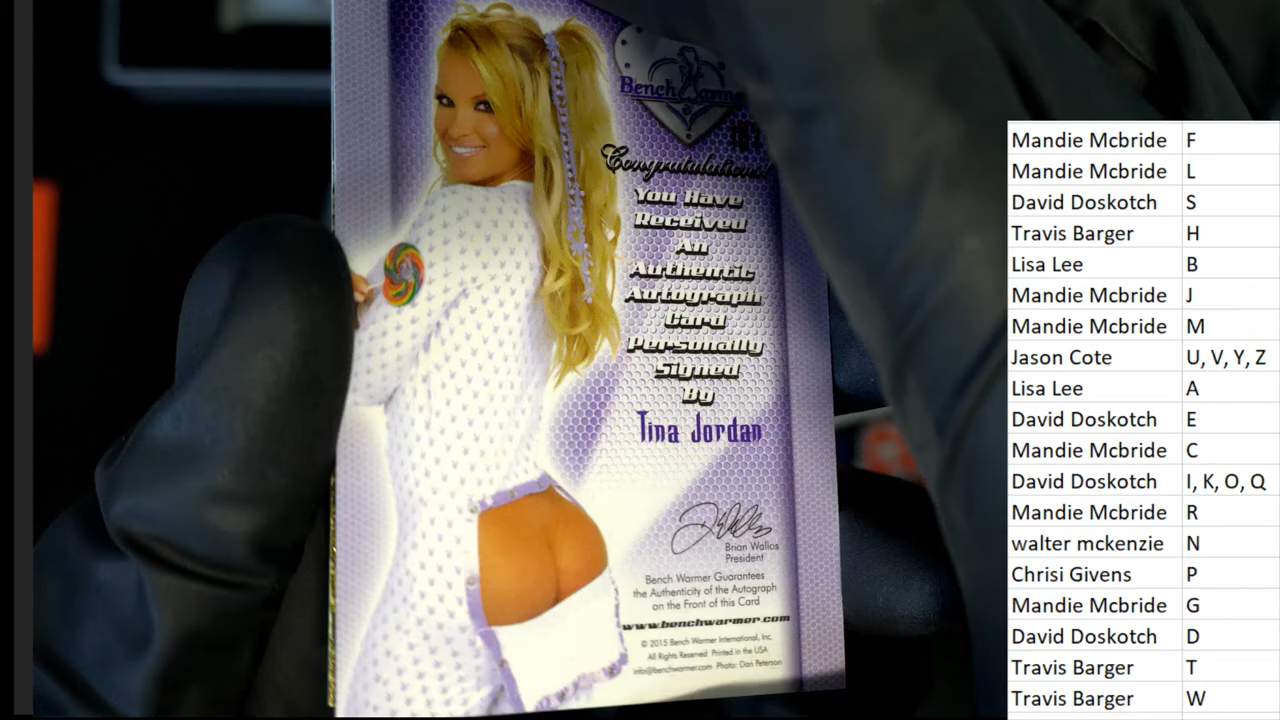 Bench Warmer
Congratulations!
You Have
Received
An
Authentic
Autograph
Card
Personally
Signed
By
Tina Jordan
Brian Wallos
President
Bench Warmer Guarantees
the Authenticity of the Autograph
on the Front of this Card
www.benchwarmer.com
© 2015 Bench Warmer International, Inc.
All Rights Reserved Printed in the USA
info@benchwarmer.com Photo: Dan Peterson
Mandie Mcbride F
Mandie Mcbride L
David Doskotch S
Travis Barger H
Lisa Lee B
Mandie Mcbride J
Mandie Mcbride M
Jason Cote U, V, Y, Z
Lisa Lee A
David Doskotch E
Mandie Mcbride C
David Doskotch I, K, O, Q
Mandie Mcbride R
walter mckenzie N
Chrisi Givens P
Mandie Mcbride G
David Doskotch D
Travis Barger T
Travis Barger W